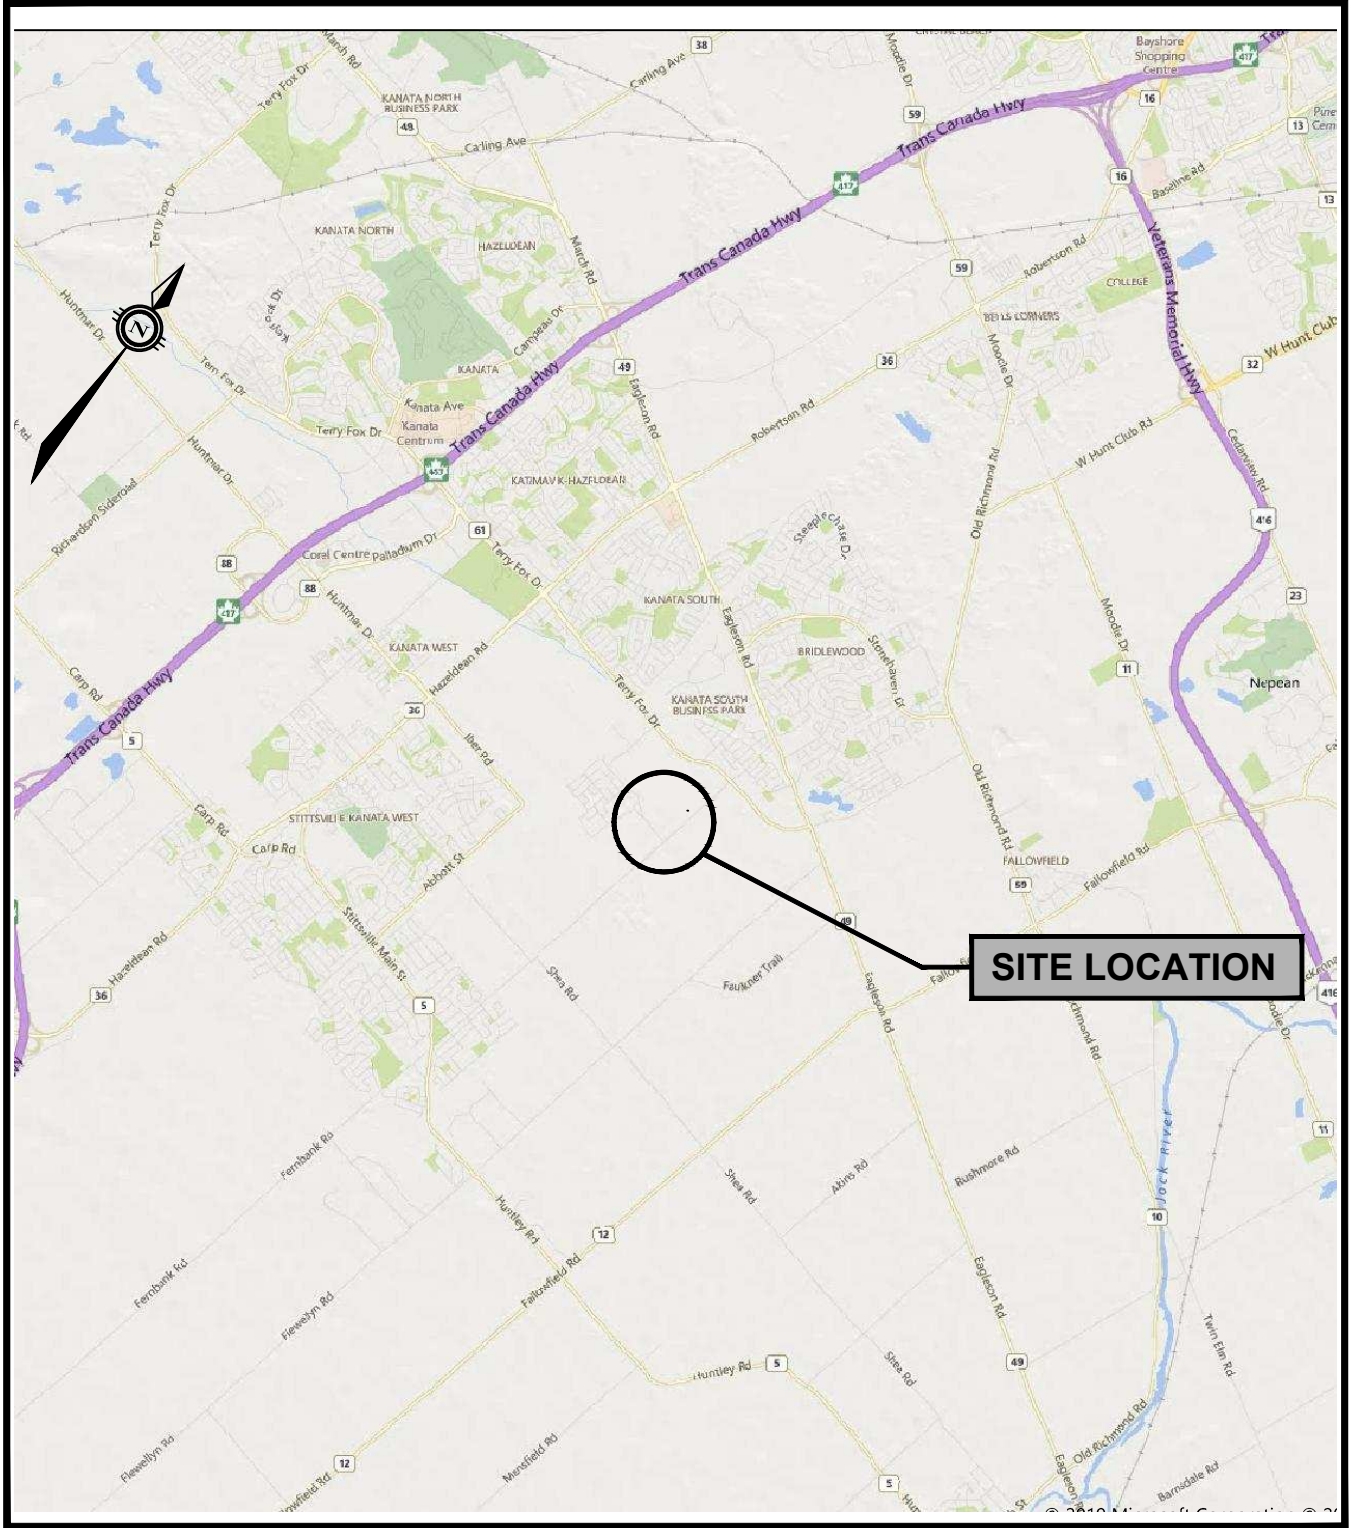 38
Carling Ave
March Rd
Moodie Dr
Bayshore
Shopping
Centre
417
Terry Fox Dr
KANATA NORTH
BUSINESS PARK
49
59
16
13
Carling Ave
Trans Canada Hwy
417
16
Baseline Rd
13
Terry Fox Dr
KANATA NORTH
HAZELDEAN
March Rd
Trans Canada Hwy
Veterans Memorial Hwy
59
Robertson Rd
COLLEGE
N
Huntmar Dr
BELLS CORNERS
Campeau Dr
W Hunt Club
32
36
49
Moodie Dr
KANATA
Terry Fox Dr
Trans Canada Hwy
Eagleson Rd
Kanata Ave
Kanata
Centrum
Terry Fox Dr
Robertson Rd
W Hunt Club Rd
Cedarview Rd
Huntmar Dr
KATIMAVIK-HAZELDEAN
Old Richmond Rd
Richardson Sideroad
61
Steeplechase Dr
416
Corel Centre
Palladium Dr
Terry Fox Dr
88
88
417
Huntmar Dr
KANATA SOUTH
23
Eagleson Rd
Moodie Dr
KANATA WEST
Hazeldean Rd
BRIDLEWOOD
Stonehaven Dr
11
Nepean
Carp Rd
Terry Fox Dr
KANATA SOUTH
BUSINESS PARK
36
Trans Canada Hwy
5
Iber Rd
Old Richmond Rd
Carp Rd
STITTSVILLE KANATA WEST
Carp Rd
Abbott St
FALLOWFIELD
Fallowfield Rd
59
Stittsville Main St
49
Hazeldean Rd
SITE LOCATION
Shea Rd
Faulkner Trail
36
5
416
Eagleson Rd
11
Fernbank Rd
Jock River
Shea Rd
Akins Rd
Rushmore Rd
Huntley Rd
12
10
Fernbank Rd
Fallowfield Rd
Eagleson Rd
Flewellyn Rd
Twin Elm Rd
Huntley Rd
5
Shea Rd
49
Old Richmond Rd
Flewellyn Rd
Mansfield Rd
12
5
Barnsdale Rd